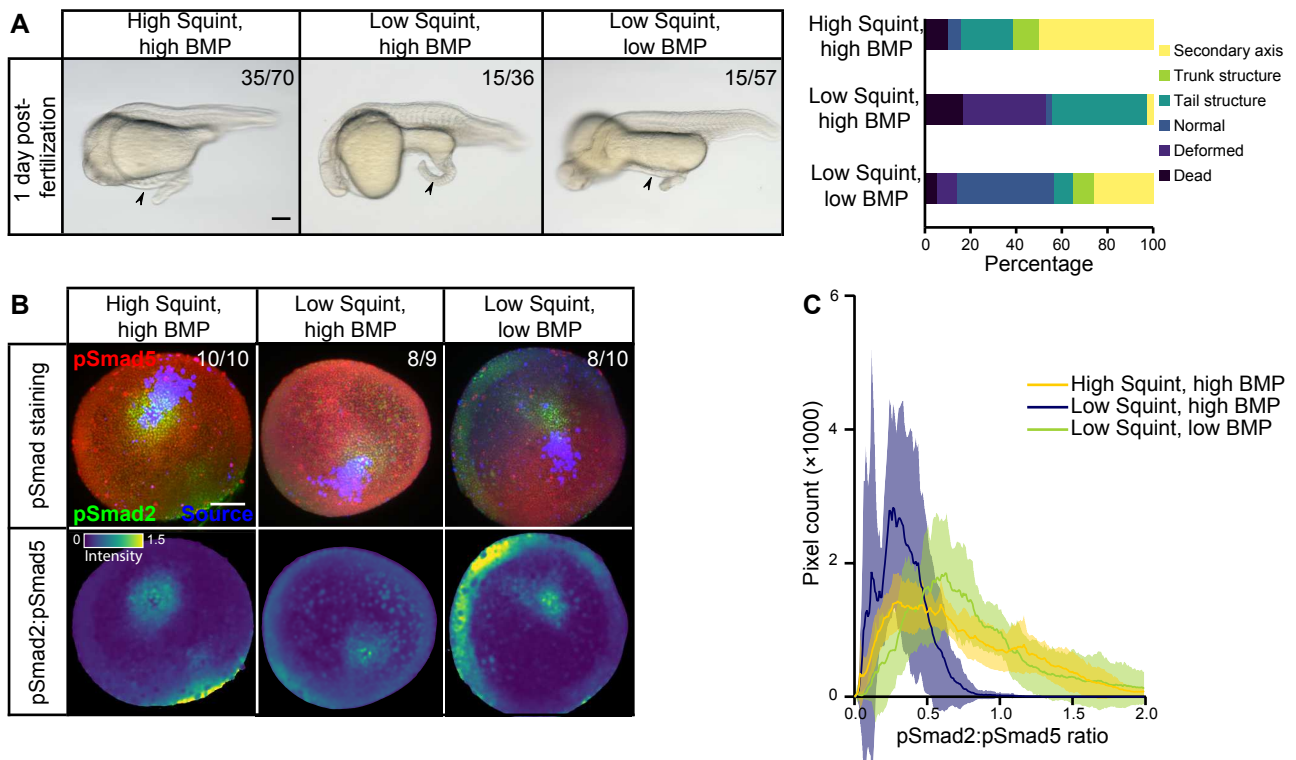 A
High Squint,
high BMP
Low Squint,
high BMP
Low Squint,
low BMP
1 day post-
fertilization
35/70
15/36
15/57
High Squint,
high BMP
Low Squint,
high BMP
Low Squint,
low BMP
0 20 40 60 80 100
Percentage
Secondary axis
Trunk structure
Tail structure
Normal
Deformed
Dead
B
High Squint,
high BMP
Low Squint,
high BMP
Low Squint,
low BMP
pSmad staining
pSmad5
10/10
8/9
8/10
pSmad2
Source
pSmad2:pSmad5
0 1.5
Intensity
C
6
4
2
0
Pixel count (×1000)
High Squint, high BMP
Low Squint, high BMP
Low Squint, low BMP
0.0 0.5 1.0 1.5 2.0
pSmad2:pSmad5 ratio